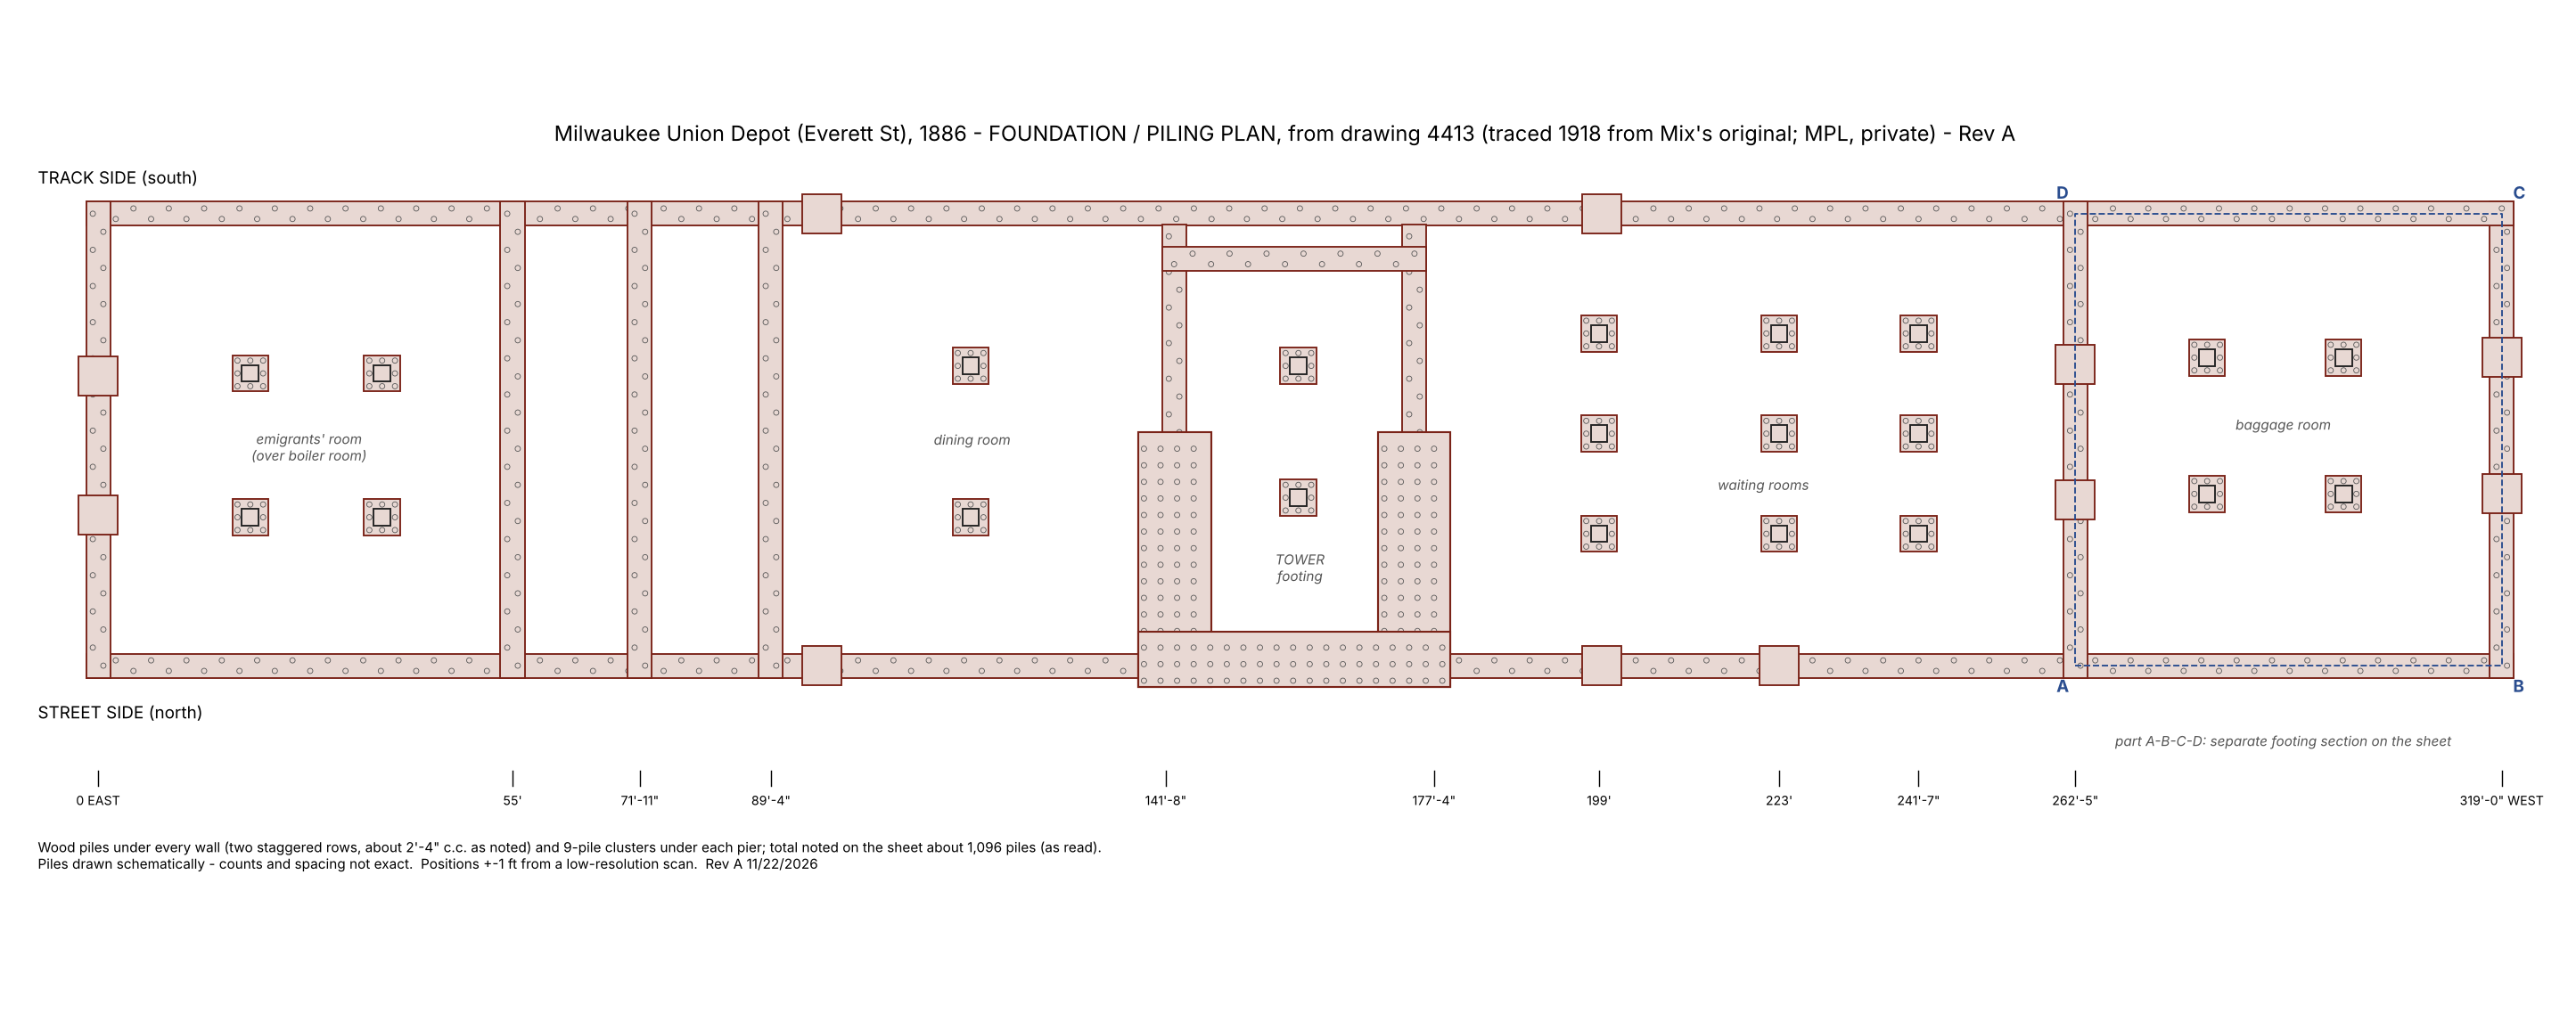 Milwaukee Union Depot (Everett St), 1886 - FOUNDATION / PILING PLAN, from drawing 4413 (traced 1918 from Mix's original; MPL, private) - Rev A
TRACK SIDE (south)
D
C
emigrants' room
(over boiler room)
dining room
baggage room
waiting rooms
TOWER
footing
A
B
STREET SIDE (north)
part A-B-C-D: separate footing section on the sheet
0 EAST
55'
71'-11"
89'-4"
141'-8"
177'-4"
199'
223'
241'-7"
262'-5"
319'-0" WEST
Wood piles under every wall (two staggered rows, about 2'-4" c.c. as noted) and 9-pile clusters under each pier; total noted on the sheet about 1,096 piles (as read).
Piles drawn schematically - counts and spacing not exact.  Positions +-1 ft from a low-resolution scan.  Rev A 11/22/2026